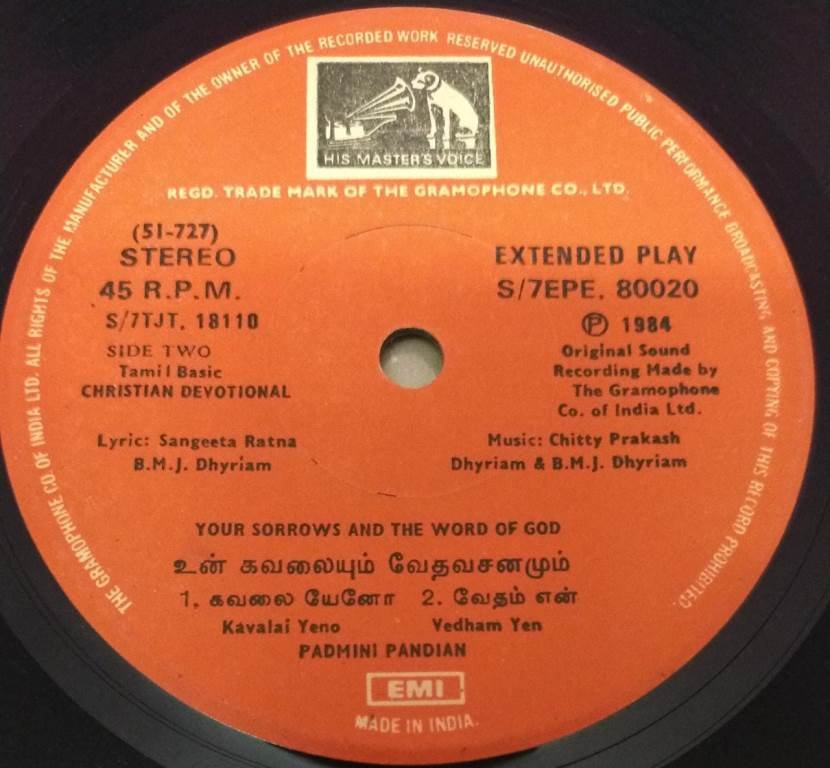 THE GRAMOPHONE CO OF INDIA LTD. ALL RIGHTS OF THE MANUFACTURER AND OF THE OWNER OF THE RECORDED WORK RESERVED UNAUTHORISED PUBLIC PERFORMANCE BROADCASTING AND COPYING OF THIS RECORD PROHIBITED.
HIS MASTER'S VOICE
REGD. TRADE MARK OF THE GRAMOPHONE CO., LTD.
(51-727)
STEREO
45 R.P.M.
S/7TJT. 18110
SIDE TWO
Tamil Basic
CHRISTIAN DEVOTIONAL
EXTENDED PLAY
S/7EPE. 80020
Ⓟ 1984
Original Sound
Recording Made by
The Gramophone
Co. of India Ltd.
Lyric: Sangeeta Ratna
B.M.J. Dhyriam
Music: Chitty Prakash
Dhyriam & B.M.J. Dhyriam
YOUR SORROWS AND THE WORD OF GOD
உன் கவலையும் வேதவசனமும்
1. கவலை யேனோ 2. வேதம் என்
Kavalai Yeno Vedham Yen
PADMINI PANDIAN
EMI
MADE IN INDIA.